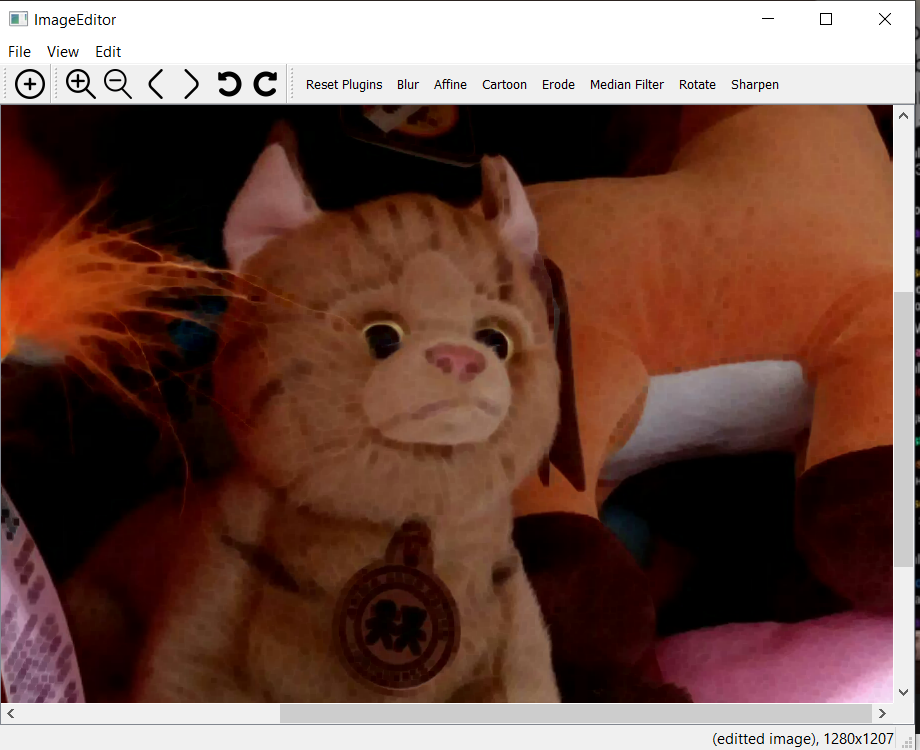 ImageEditor
File View Edit
Reset Plugins Blur Affine Cartoon Erode Median Filter Rotate Sharpen
(editted image), 1280x1207